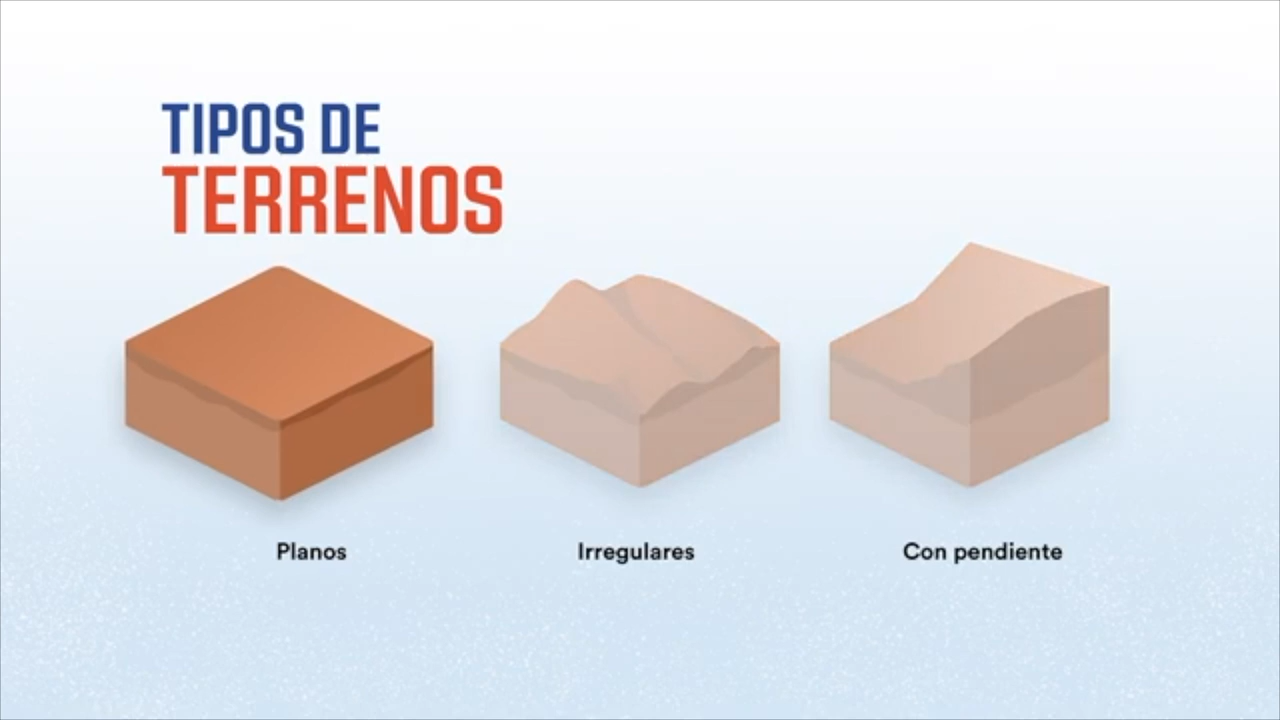 TIPOS DE
TERRENOS
Planos
Irregulares
Con pendiente